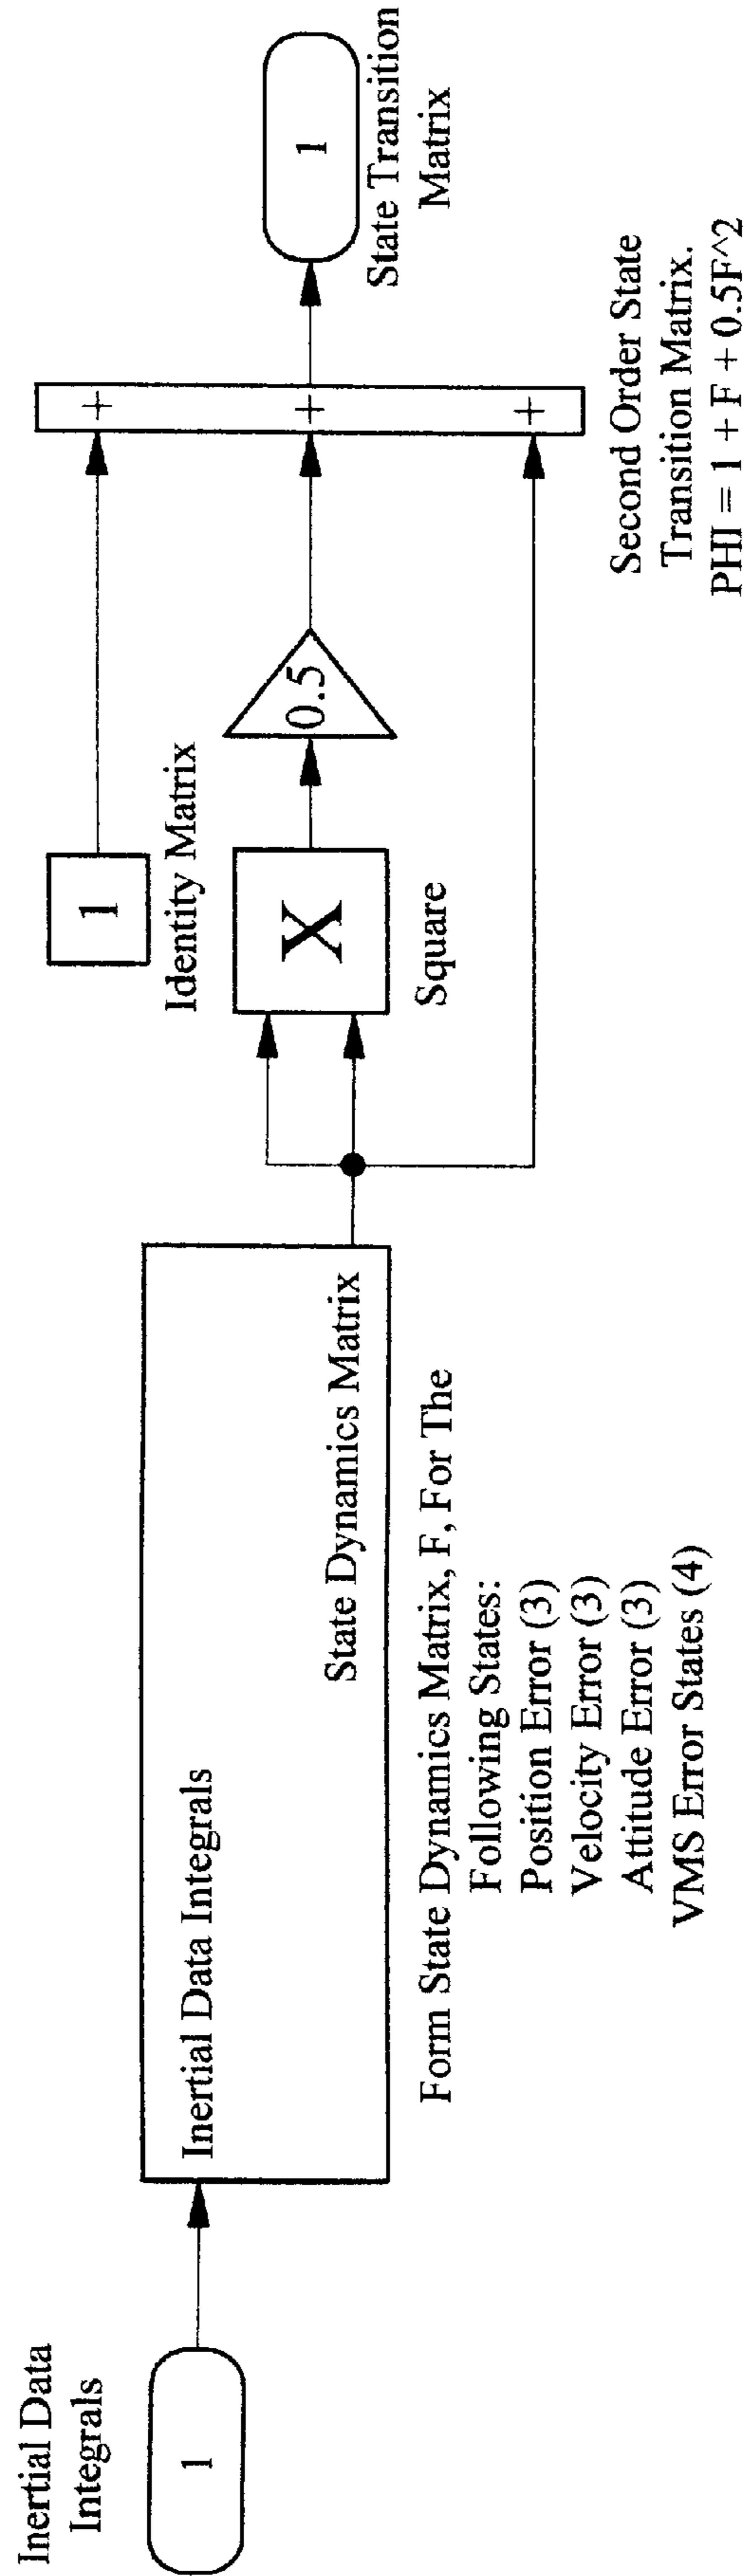 Inertial Data
Integrals
1
Inertial Data Integrals
State Dynamics Matrix
Form State Dynamics Matrix, F, For The
Following States:
Position Error (3)
Velocity Error (3)
Attitude Error (3)
VMS Error States (4)
1
Identity Matrix
X
Square
0.5
+
+
+
Second Order State
Transition Matrix.
PHI = 1 + F + 0.5F^2
1
State Transition
Matrix